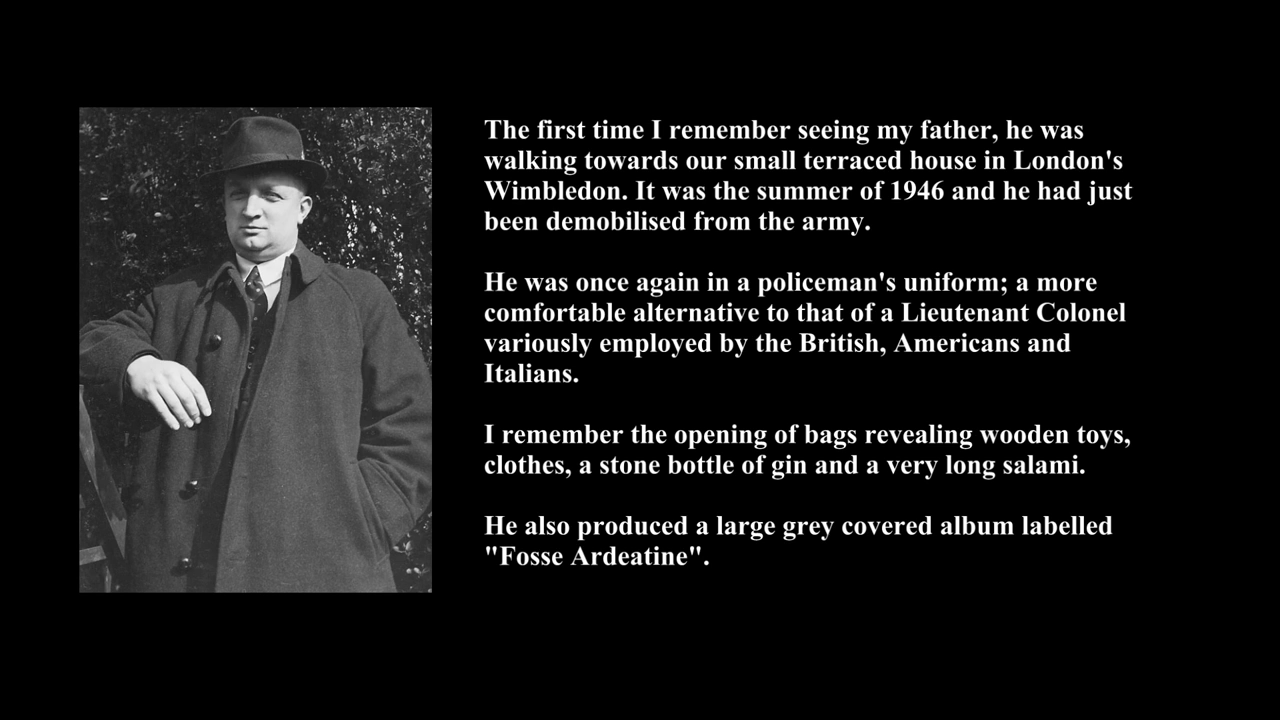 The first time I remember seeing my father, he was
walking towards our small terraced house in London's
Wimbledon. It was the summer of 1946 and he had just
been demobilised from the army.
He was once again in a policeman's uniform; a more
comfortable alternative to that of a Lieutenant Colonel
variously employed by the British, Americans and
Italians.
I remember the opening of bags revealing wooden toys,
clothes, a stone bottle of gin and a very long salami.
He also produced a large grey covered album labelled
"Fosse Ardeatine".